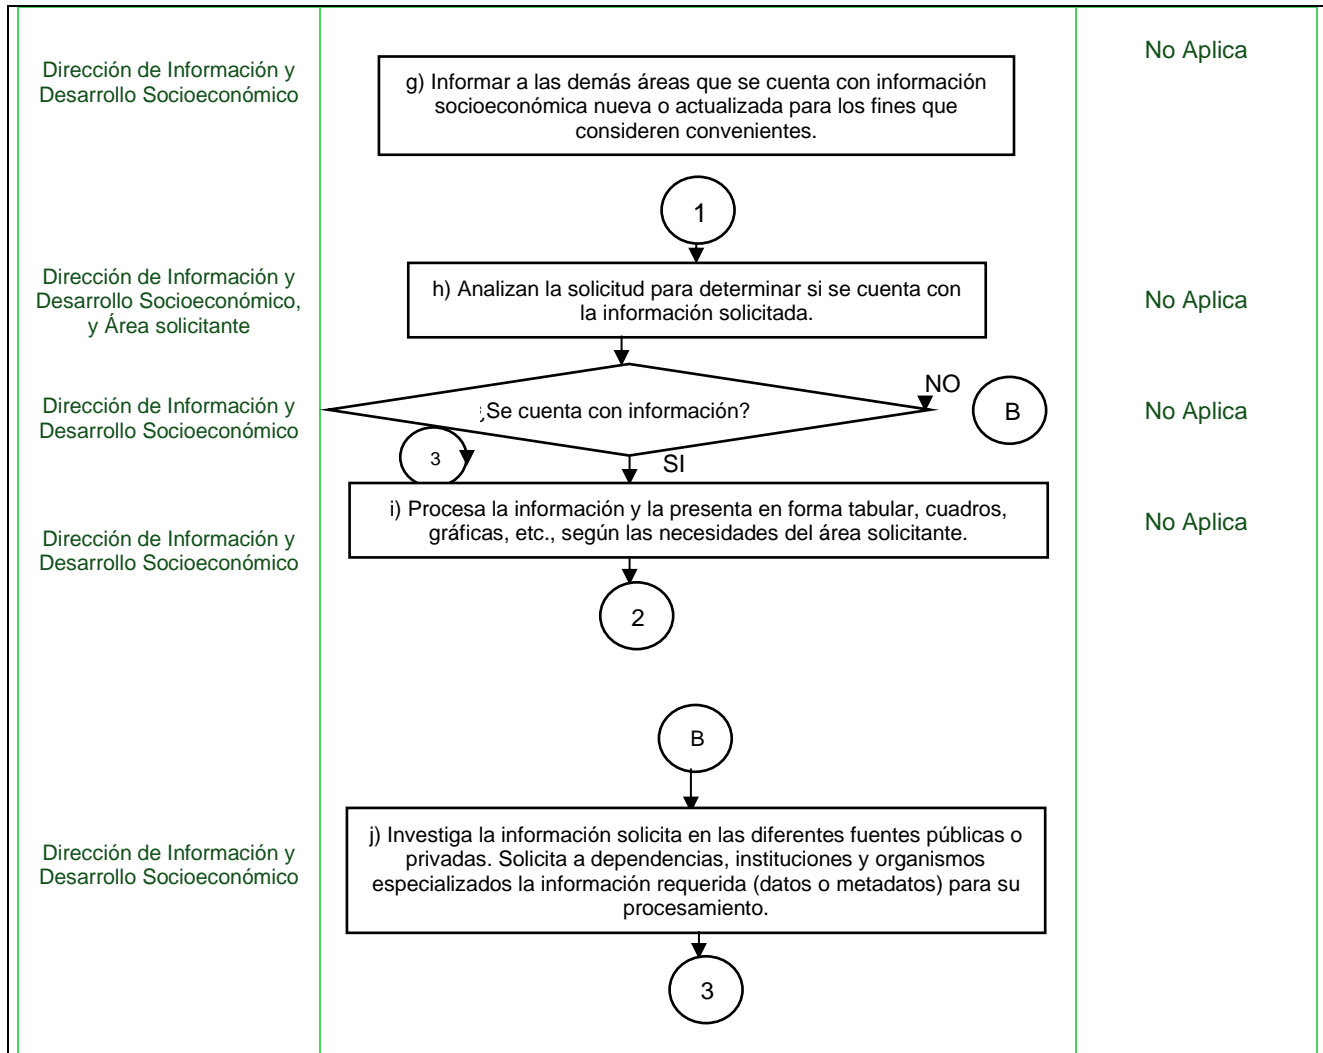 Dirección de Información y
Desarrollo Socioeconómico
g) Informar a las demás áreas que se cuenta con información
socioeconómica nueva o actualizada para los fines que
consideren convenientes.
No Aplica
1
Dirección de Información y
Desarrollo Socioeconómico,
y Área solicitante
h) Analizan la solicitud para determinar si se cuenta con
la información solicitada.
No Aplica
Dirección de Información y
Desarrollo Socioeconómico
¿Se cuenta con información?
NO
B
No Aplica
3
SI
Dirección de Información y
Desarrollo Socioeconómico
i) Procesa la información y la presenta en forma tabular, cuadros,
gráficas, etc., según las necesidades del área solicitante.
No Aplica
2
B
Dirección de Información y
Desarrollo Socioeconómico
j) Investiga la información solicita en las diferentes fuentes públicas o
privadas. Solicita a dependencias, instituciones y organismos
especializados la información requerida (datos o metadatos) para su
procesamiento.
3